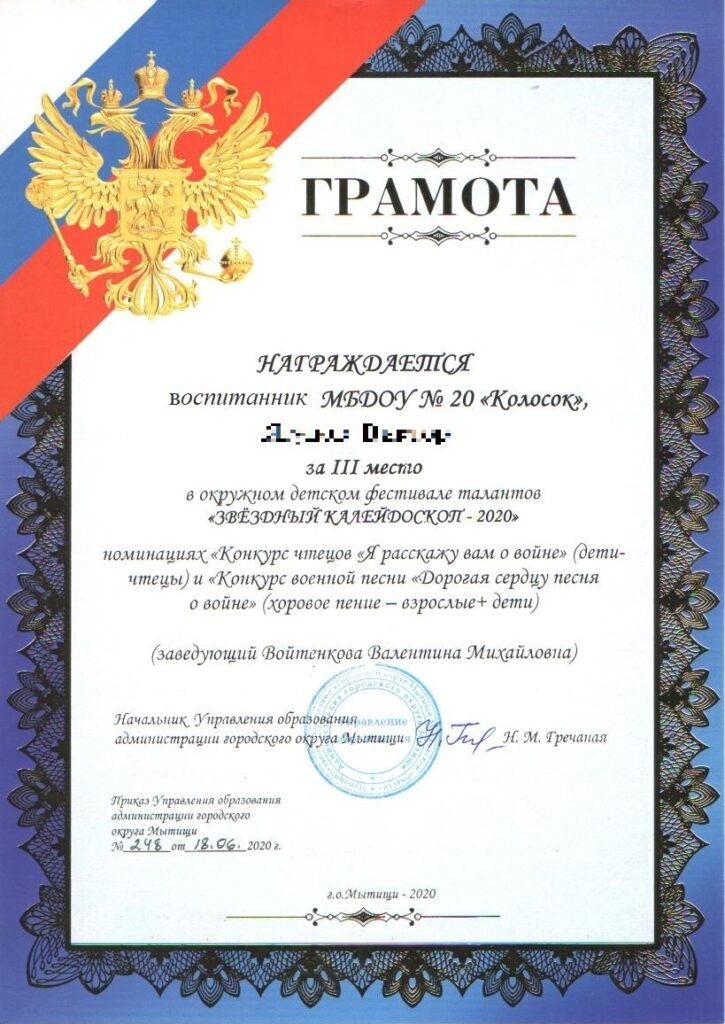 ГРАМОТА
НАГРАЖДАЕТСЯ
воспитанник МБДОУ № 20 «Колосок»,
за III место
в окружном детском фестивале талантов
«ЗВЁЗДНЫЙ КАЛЕЙДОСКОП - 2020»
номинациях «Конкурс чтецов «Я расскажу вам о войне» (дети-
чтецы) и «Конкурс военной песни «Дорогая сердцу песня
о войне» (хоровое пение – взрослые+ дети)
(заведующий Войтенкова Валентина Михайловна)
Начальник Управления образования
администрации городского округа Мытищи Н. М. Гречаная
Приказ Управления образования
администрации городского
округа Мытищи
№ 248 от 18.06. 2020 г.
г.о.Мытищи - 2020